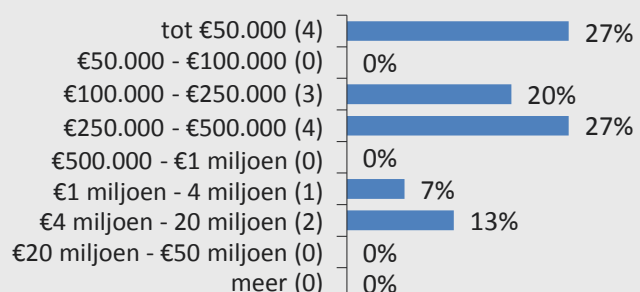 tot €50.000 (4) 27%
€50.000 - €100.000 (0) 0%
€100.000 - €250.000 (3) 20%
€250.000 - €500.000 (4) 27%
€500.000 - €1 miljoen (0) 0%
€1 miljoen - 4 miljoen (1) 7%
€4 miljoen - 20 miljoen (2) 13%
€20 miljoen - €50 miljoen (0) 0%
meer (0) 0%